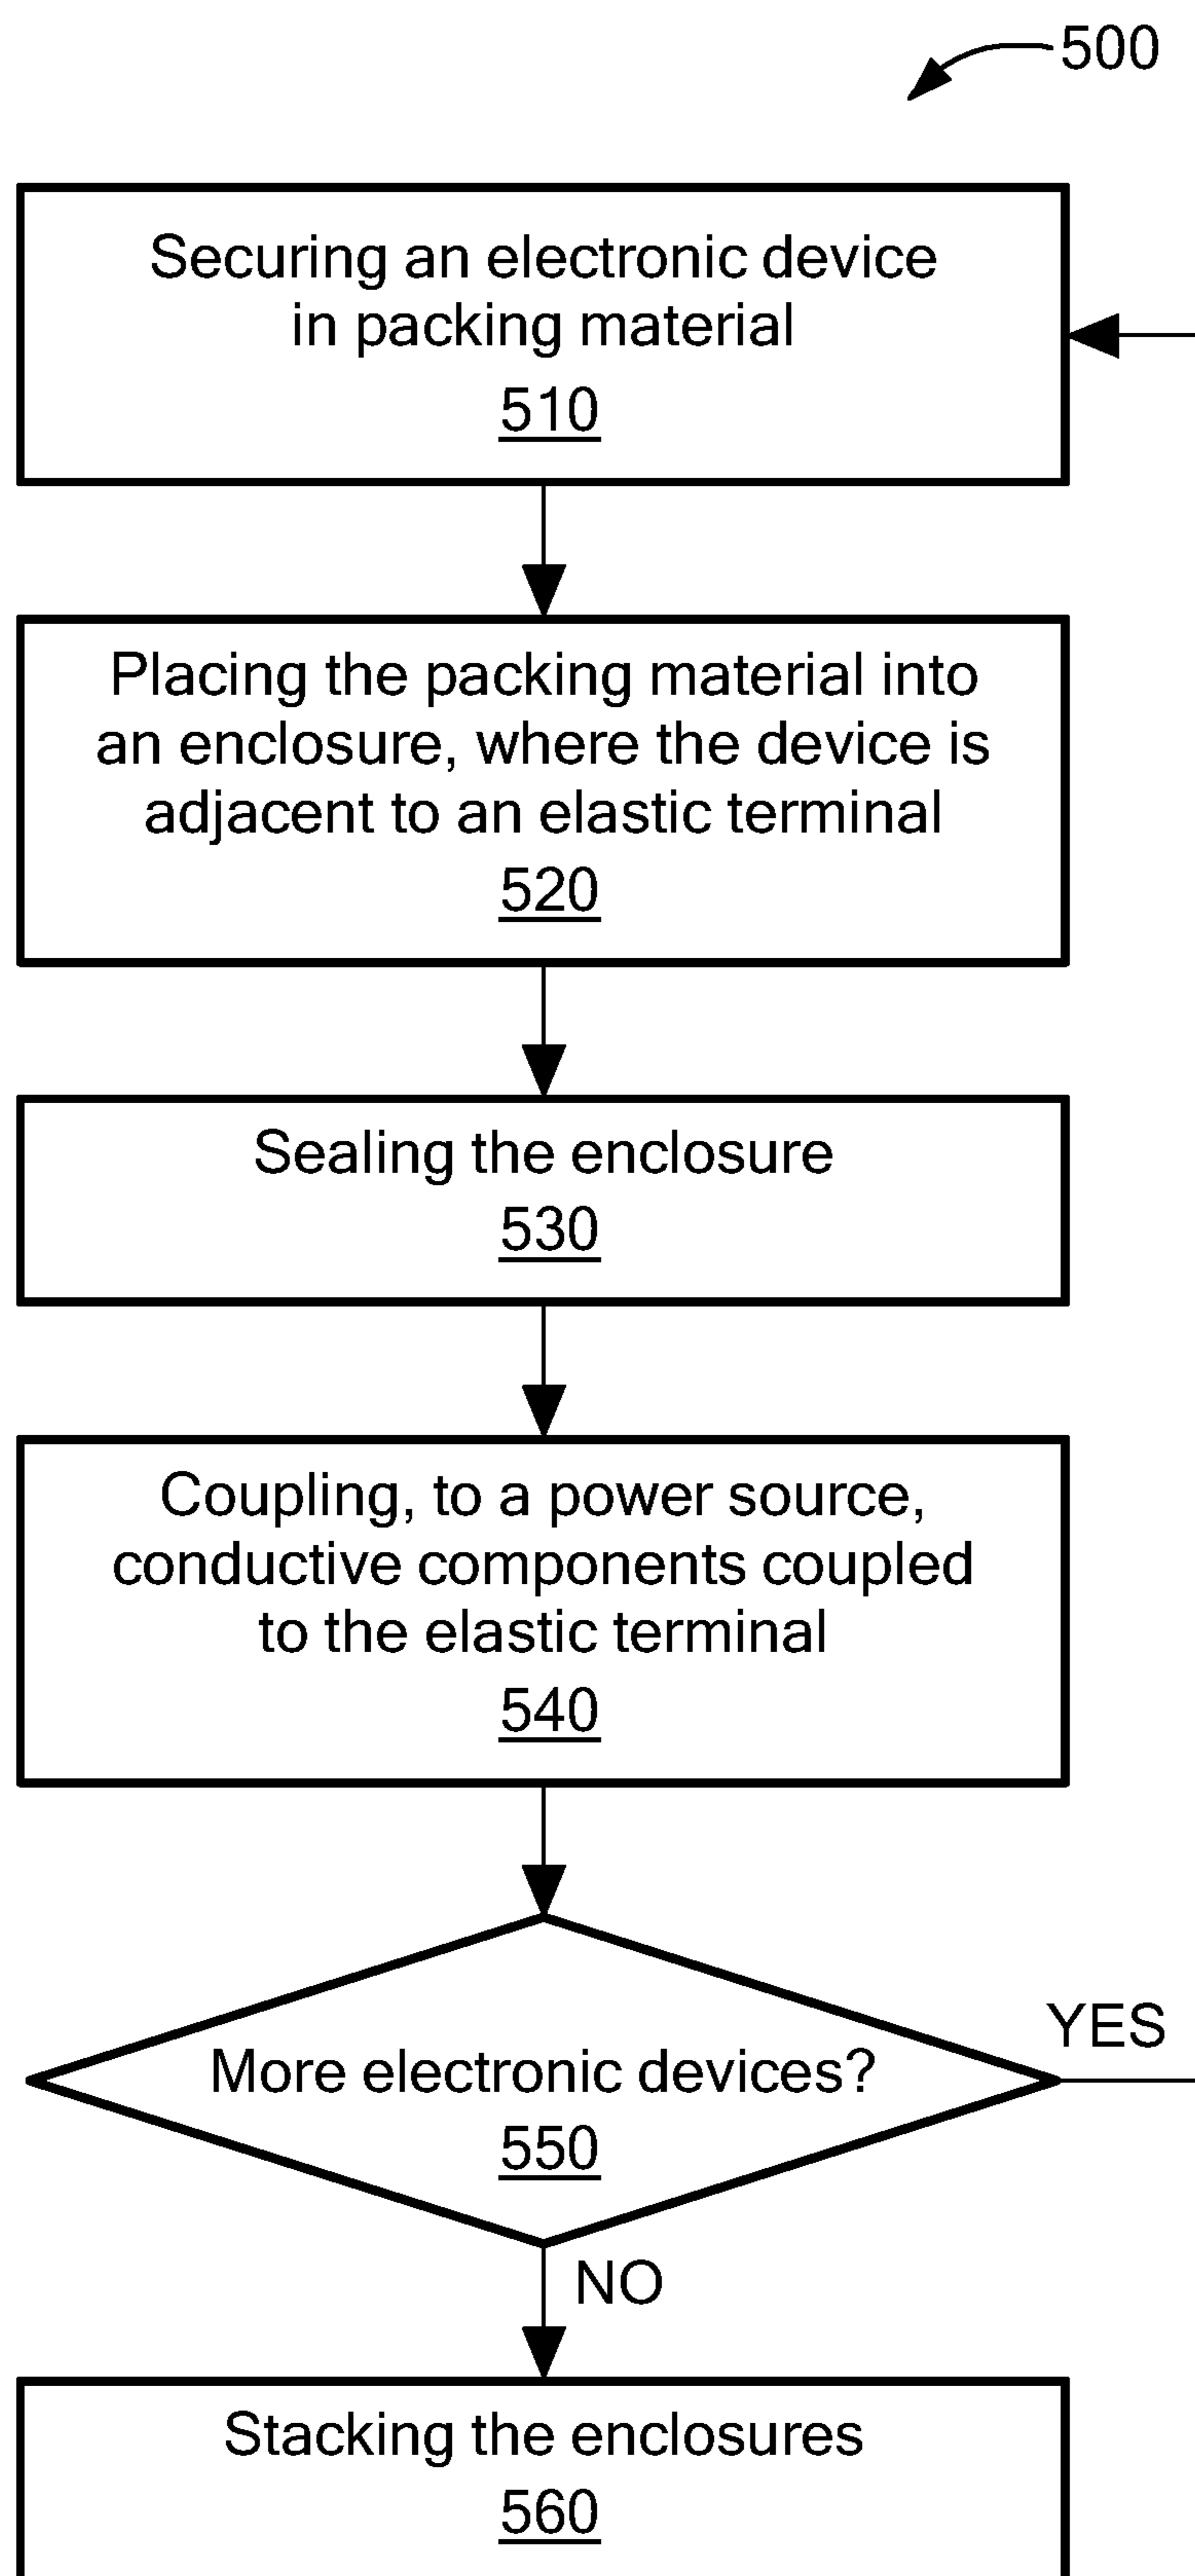 500
Securing an electronic device
in packing material
510
Placing the packing material into
an enclosure, where the device is
adjacent to an elastic terminal
520
Sealing the enclosure
530
Coupling, to a power source,
conductive components coupled
to the elastic terminal
540
More electronic devices?
550
YES
NO
Stacking the enclosures
560